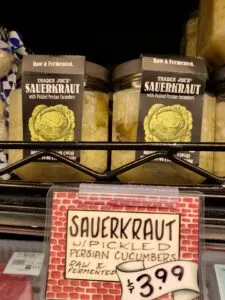 Raw & Fermented.
TRADER JOE'S
SAUERKRAUT
with Pickled Persian Cucumbers
Raw & Fermented.
TRADER JOE'S
SAUERKRAUT
with Pickled Persian Cucumbers
SAUERKRAUT
W/PICKLED
PERSIAN CUCUMBERS
RAW &
FERMENTED
$3.99